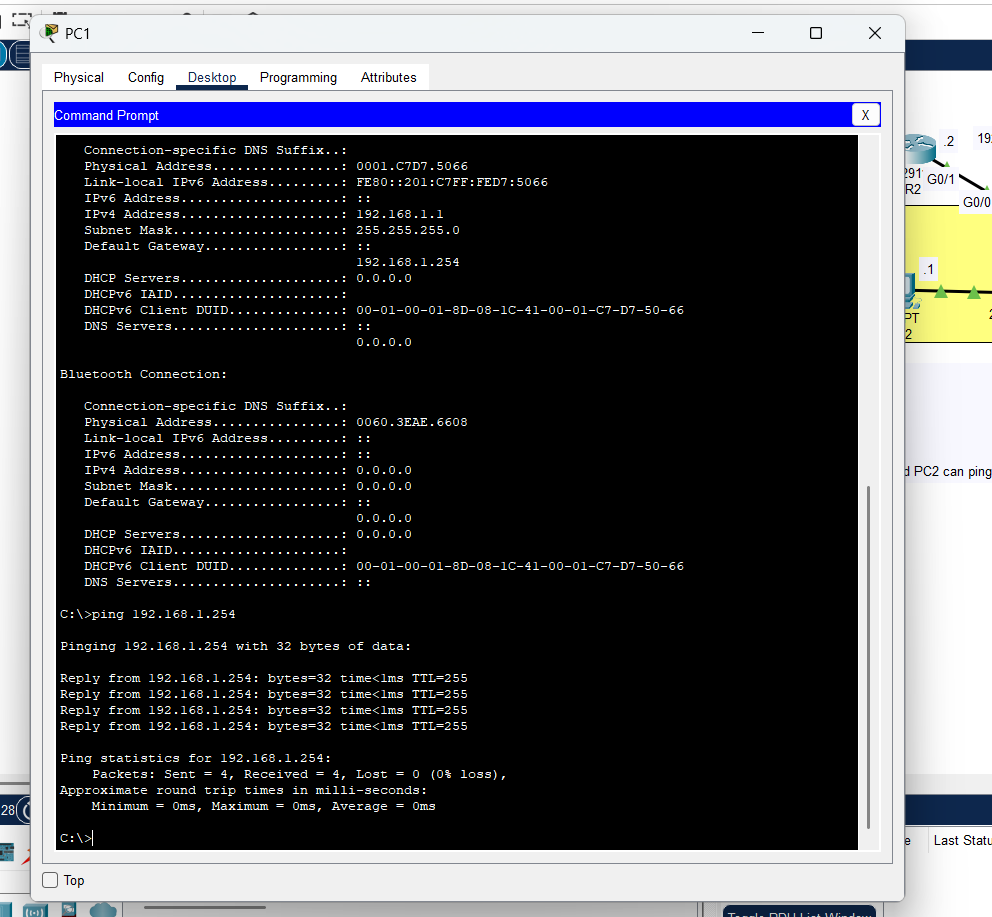 PC1
Physical Config Desktop Programming Attributes
Command Prompt X
Connection-specific DNS Suffix..:
Physical Address................: 0001.C7D7.5066
Link-local IPv6 Address.........: FE80::201:C7FF:FED7:5066
IPv6 Address....................: ::
IPv4 Address....................: 192.168.1.1
Subnet Mask.....................: 255.255.255.0
Default Gateway.................: ::
192.168.1.254
DHCP Servers....................: 0.0.0.0
DHCPv6 IAID.....................:
DHCPv6 Client DUID..............: 00-01-00-01-8D-08-1C-41-00-01-C7-D7-50-66
DNS Servers.....................: ::
0.0.0.0
Bluetooth Connection:
Connection-specific DNS Suffix..:
Physical Address................: 0060.3EAE.6608
Link-local IPv6 Address.........: ::
IPv6 Address....................: ::
IPv4 Address....................: 0.0.0.0
Subnet Mask.....................: 0.0.0.0
Default Gateway.................: ::
0.0.0.0
DHCP Servers....................: 0.0.0.0
DHCPv6 IAID.....................:
DHCPv6 Client DUID..............: 00-01-00-01-8D-08-1C-41-00-01-C7-D7-50-66
DNS Servers.....................: ::
C:\>ping 192.168.1.254
Pinging 192.168.1.254 with 32 bytes of data:
Reply from 192.168.1.254: bytes=32 time<1ms TTL=255
Reply from 192.168.1.254: bytes=32 time<1ms TTL=255
Reply from 192.168.1.254: bytes=32 time<1ms TTL=255
Reply from 192.168.1.254: bytes=32 time<1ms TTL=255
Ping statistics for 192.168.1.254:
Packets: Sent = 4, Received = 4, Lost = 0 (0% loss),
Approximate round trip times in milli-seconds:
Minimum = 0ms, Maximum = 0ms, Average = 0ms
C:\>
Top
.2
19
291
G0/1
R2
G0/0
.1
PT
2
PC2 can ping
28
Last Statu
Toggle PDU List Window